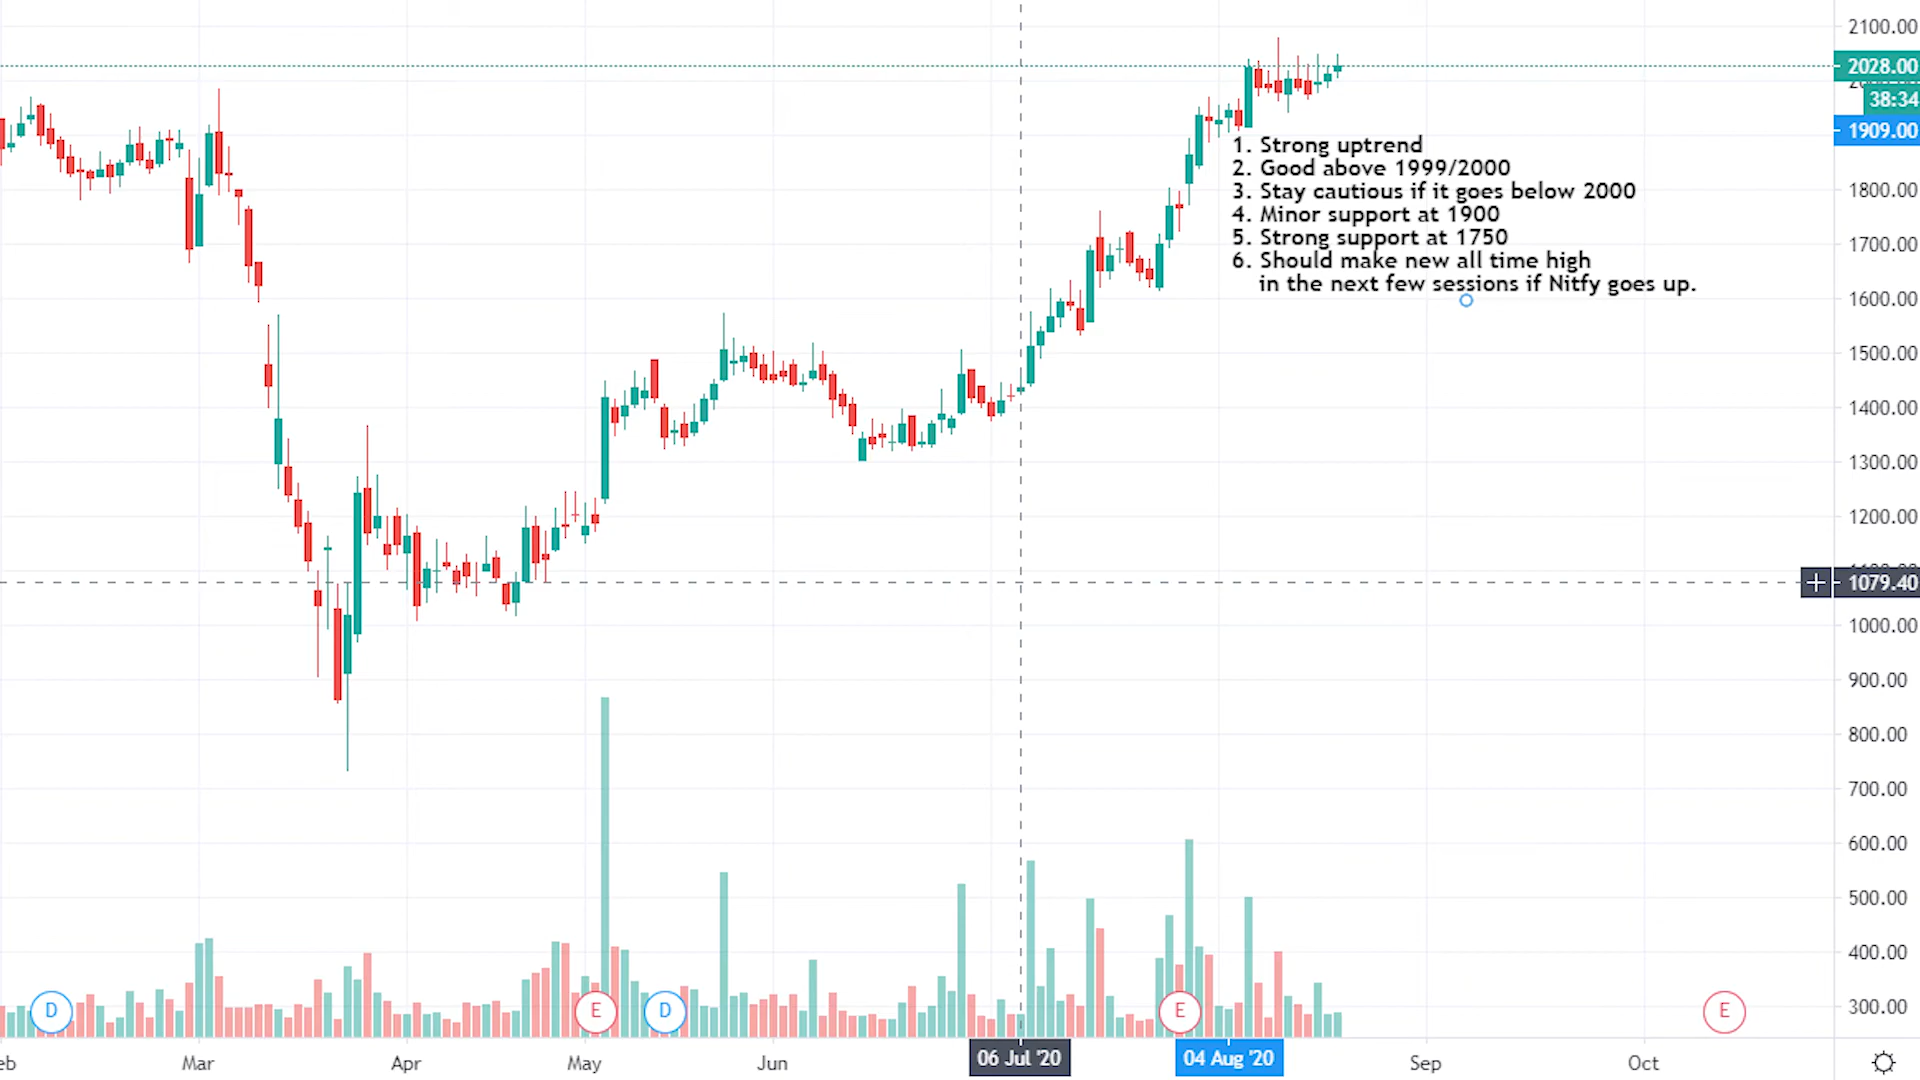 2100.00
2028.00
38:34
1909.00
1. Strong uptrend
2. Good above 1999/2000
3. Stay cautious if it goes below 2000
4. Minor support at 1900
5. Strong support at 1750
6. Should make new all time high
in the next few sessions if Nitfy goes up.
1800.00
1700.00
1600.00
1500.00
1400.00
1300.00
1200.00
1079.40
1000.00
900.00
800.00
700.00
600.00
500.00
400.00
300.00
D E D E E
eb Mar Apr May Jun 06 Jul '20 04 Aug '20 Sep Oct